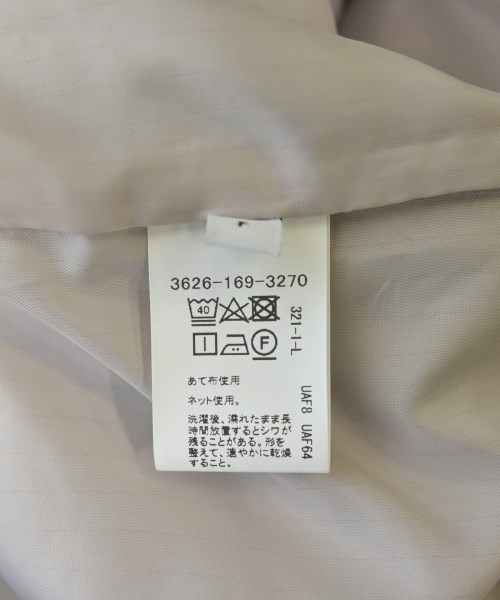 3626-169-3270
40
F
321-I-L
あて布使用
ネット使用。
洗濯後、濡れたまま長
時間放置するとシワが
残ることがある。形を
整えて、速やかに乾燥
すること。
UAF8 UAF64